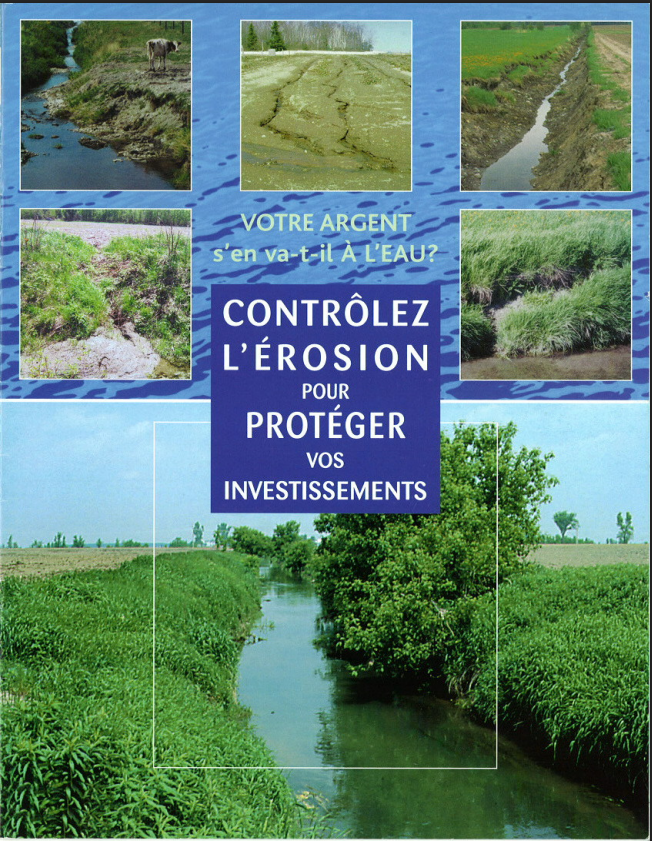 VOTRE ARGENT
s'en va-t-il À L'EAU?
CONTRÔLEZ
L'ÉROSION
POUR
PROTÉGER
VOS
INVESTISSEMENTS